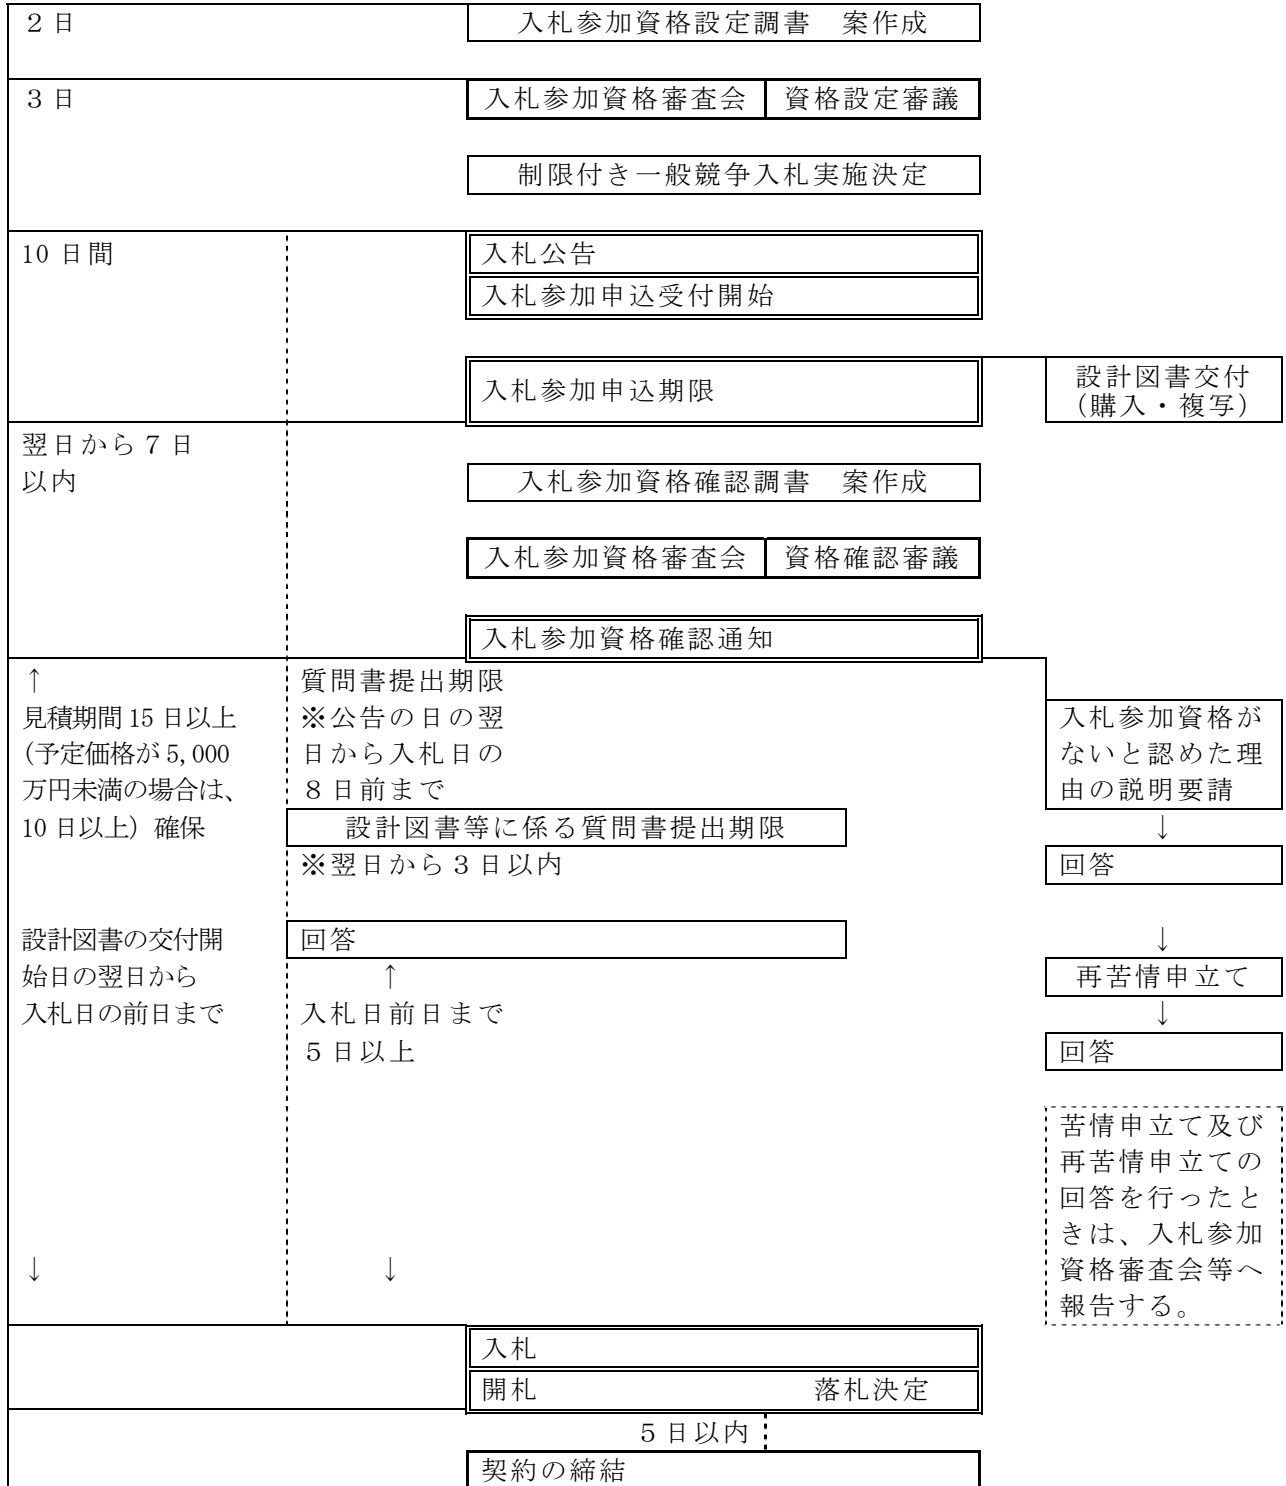 ２日
入札参加資格設定調書　案作成
３日
入札参加資格審査会　資格設定審議
制限付き一般競争入札実施決定
10日間
入札公告
入札参加申込受付開始
入札参加申込期限
設計図書交付
（購入・複写）
翌日から７日
以内
入札参加資格確認調書　案作成
入札参加資格審査会　資格確認審議
入札参加資格確認通知
↑
見積期間15日以上
（予定価格が5,000
万円未満の場合は、
10日以上）確保
設計図書の交付開
始日の翌日から
入札日の前日まで
↓
質問書提出期限
※公告の日の翌
日から入札日の
８日前まで
設計図書等に係る質問書提出期限
※翌日から３日以内
回答
↑
入札日前日まで
５日以上
↓
入札参加資格が
ないと認めた理
由の説明要請
↓
回答
↓
再苦情申立て
↓
回答
苦情申立て及び
再苦情申立ての
回答を行ったと
きは、入札参加
資格審査会等へ
報告する。
入札
開札　落札決定
５日以内
契約の締結